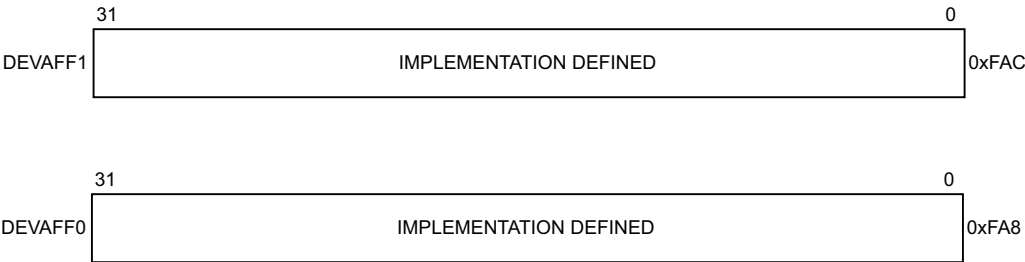 31 0
DEVAFF1 IMPLEMENTATION DEFINED 0xFAC
31 0
DEVAFF0 IMPLEMENTATION DEFINED 0xFA8